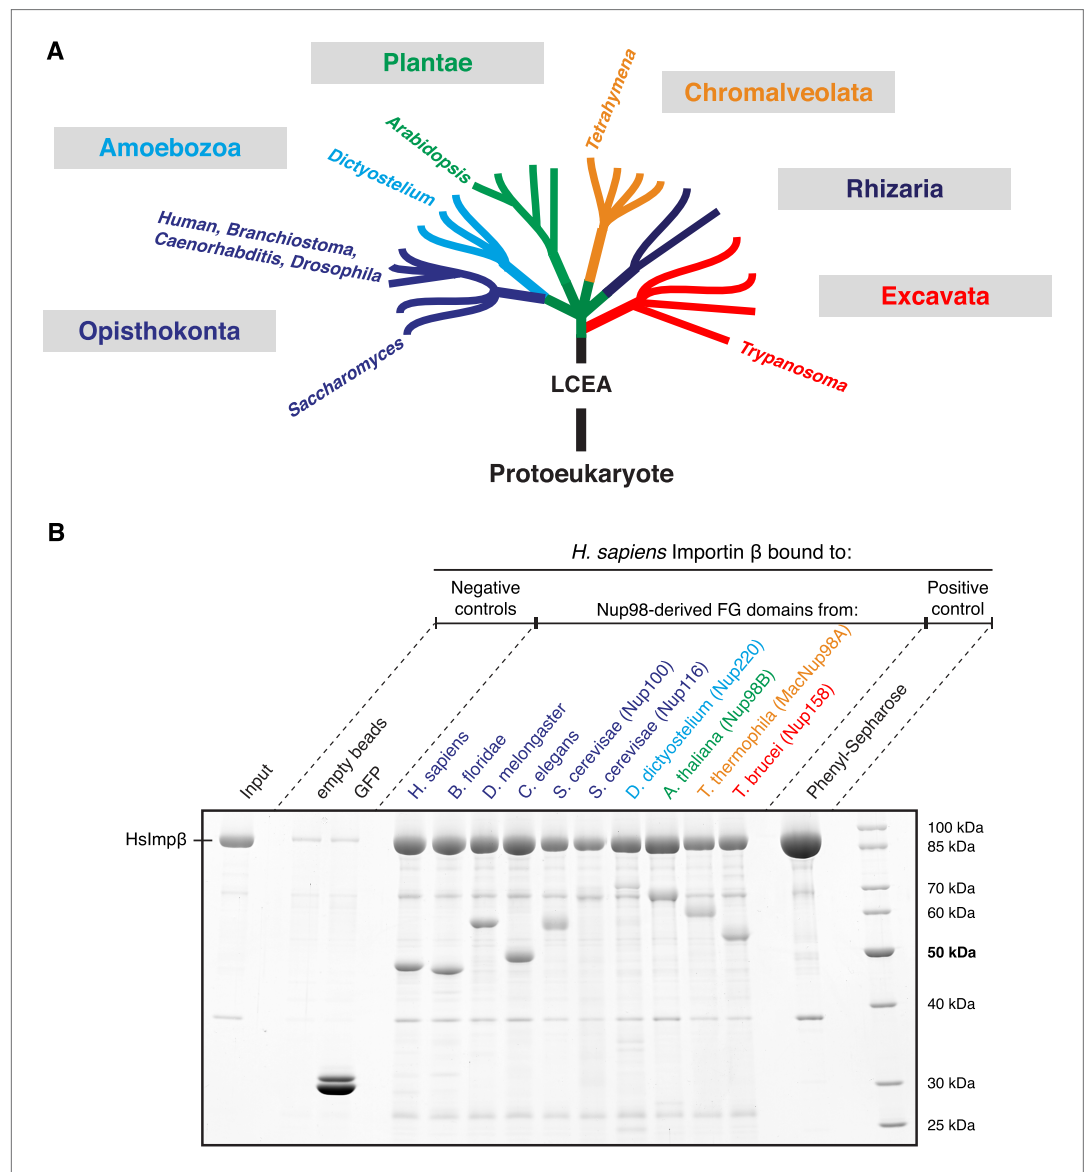 A
Plantae
Chromalveolata
Amoebozoa
Rhizaria
Opisthokonta
Excavata
Tetrahymena
Arabidopsis
Dictyostelium
Human, Branchiostoma,
Caenorhabditis, Drosophila
Saccharomyces
Trypanosoma
LCEA
Protoeukaryote
B
H. sapiens Importin β bound to:
Negative
controls
Nup98-derived FG domains from:
Positive
control
Input
empty beads
GFP
H. sapiens
B. floridae
D. melongaster
C. elegans
S. cerevisae (Nup100)
S. cerevisae (Nup116)
D. dictyostelium (Nup220)
A. thaliana (Nup98B)
T. thermophila (MacNup98A)
T. brucei (Nup158)
Phenyl-Sepharose
HsImpβ
100 kDa
85 kDa
70 kDa
60 kDa
50 kDa
40 kDa
30 kDa
25 kDa